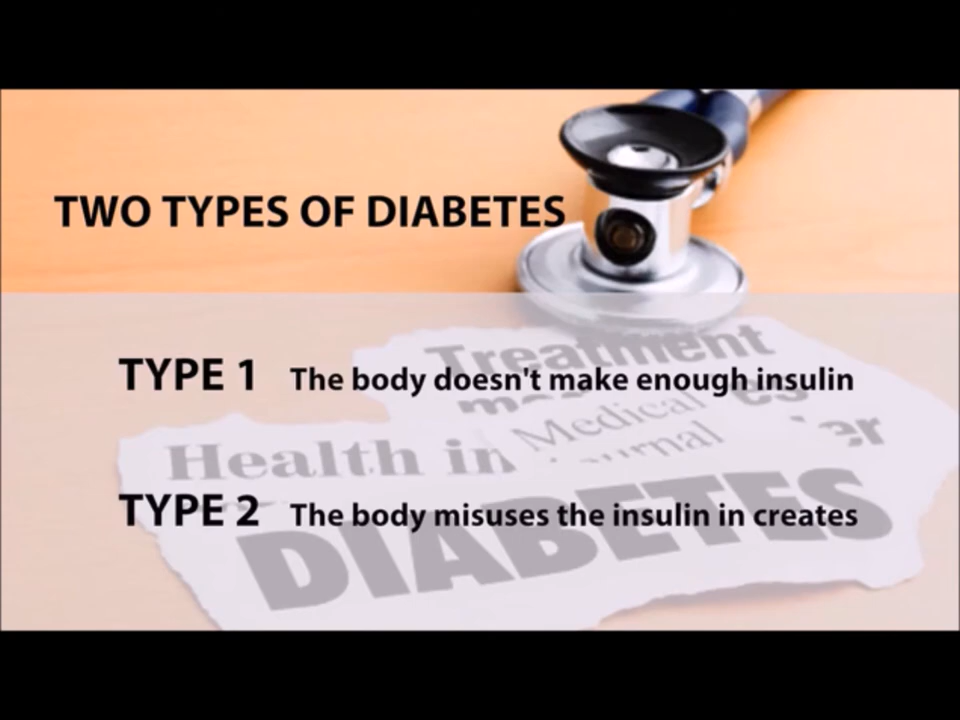 TWO TYPES OF DIABETES
Treatment
TYPE 1 The body doesn't make enough insulin
Medical
Health in
TYPE 2 The body misuses the insulin in creates
DIABETES